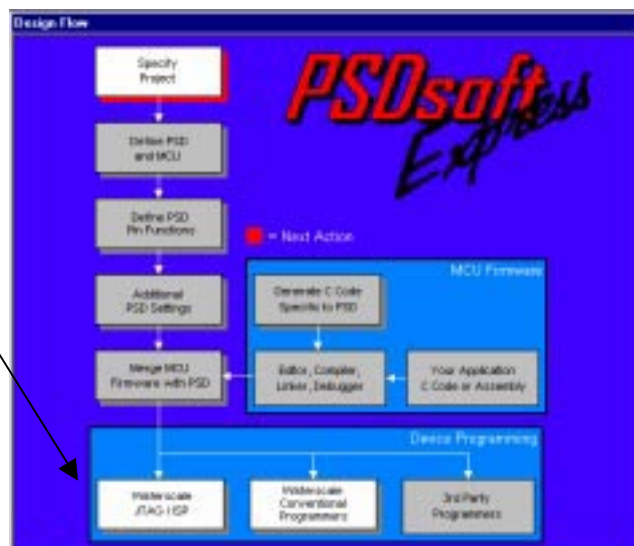 Design Flow
PSDsoft
Express
Specify
Project
Define PSD
and MCU
Define PSD
Pin Functions
= Next Action
Additional
PSD Settings
MCU Firmware
Generate C Code
Specific to PSD
Merge MCU
Firmware with PSD
Editor, Compiler,
Linker, Debugger
Your Application
C Code or Assembly
Device Programming
Waferscale
JTAG / ISP
Waferscale
Conventional
Programmers
3rd Party
Programmers